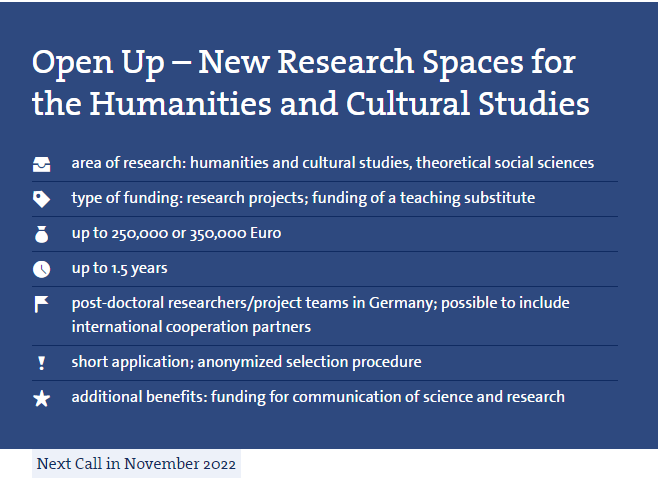 Open Up – New Research Spaces for
the Humanities and Cultural Studies
area of research: humanities and cultural studies, theoretical social sciences
type of funding: research projects; funding of a teaching substitute
up to 250,000 or 350,000 Euro
up to 1.5 years
post-doctoral researchers/project teams in Germany; possible to include
international cooperation partners
short application; anonymized selection procedure
additional benefits: funding for communication of science and research
Next Call in November 2022